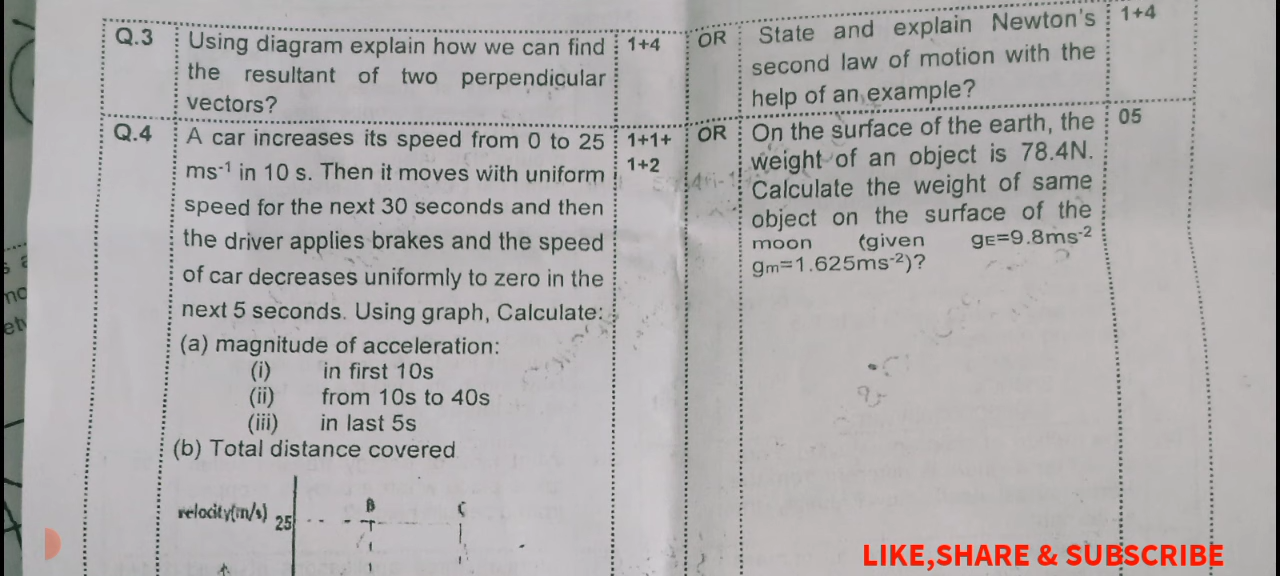 Q.3
Using diagram explain how we can find
the resultant of two perpendicular
vectors?
1+4
OR
State and explain Newton's
second law of motion with the
help of an example?
1+4
Q.4
A car increases its speed from 0 to 25
ms-1 in 10 s. Then it moves with uniform
speed for the next 30 seconds and then
the driver applies brakes and the speed
of car decreases uniformly to zero in the
next 5 seconds. Using graph, Calculate:
(a) magnitude of acceleration:
(i) in first 10s
(ii) from 10s to 40s
(iii) in last 5s
(b) Total distance covered
1+1+
1+2
OR
On the surface of the earth, the
weight of an object is 78.4N.
Calculate the weight of same
object on the surface of the
moon (given gE=9.8ms-2
gm=1.625ms-2)?
05
velocity(m/s) 25
B
C
LIKE,SHARE & SUBSCRIBE